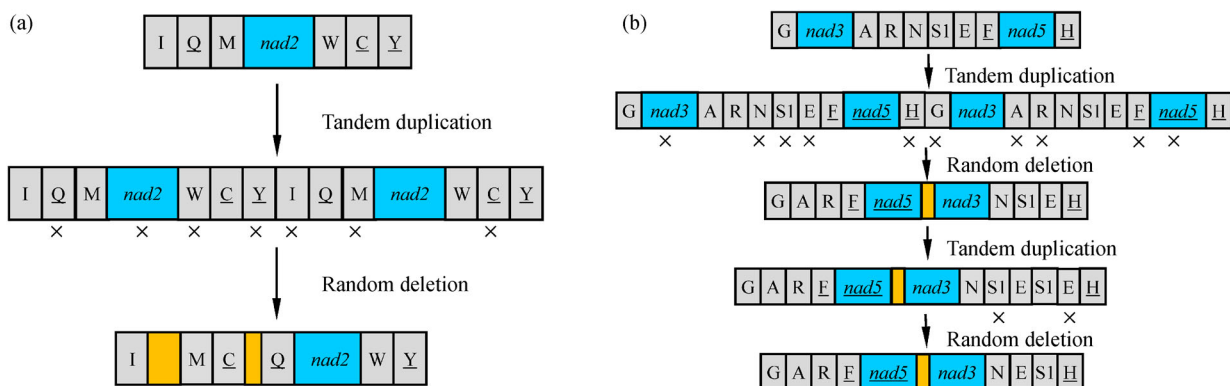 (a)
I Q M nad2 W C Y
Tandem duplication
I Q M nad2 W C Y I Q M nad2 W C Y
× × × × × × ×
Random deletion
I M C Q nad2 W Y
(b)
G nad3 A R N S1 E F nad5 H
Tandem duplication
G nad3 A R N S1 E F nad5 H G nad3 A R N S1 E F nad5 H
× × × × × × × × × ×
Random deletion
G A R F nad5 nad3 N S1 E H
Tandem duplication
G A R F nad5 nad3 N S1 E S1 E H
× ×
Random deletion
G A R F nad5 nad3 N E S1 H